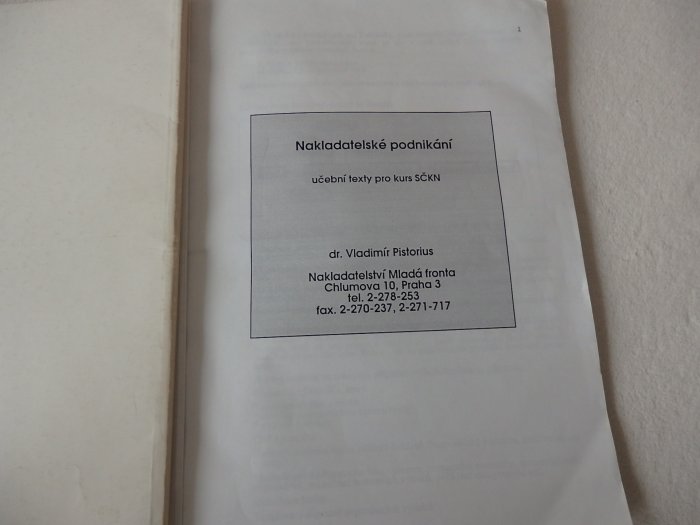 1
Nakladatelské podnikání
učební texty pro kurs SČKN
dr. Vladimír Pistorius
Nakladatelství Mladá fronta
Chlumova 10, Praha 3
tel. 2-278-253
fax. 2-270-237, 2-271-717